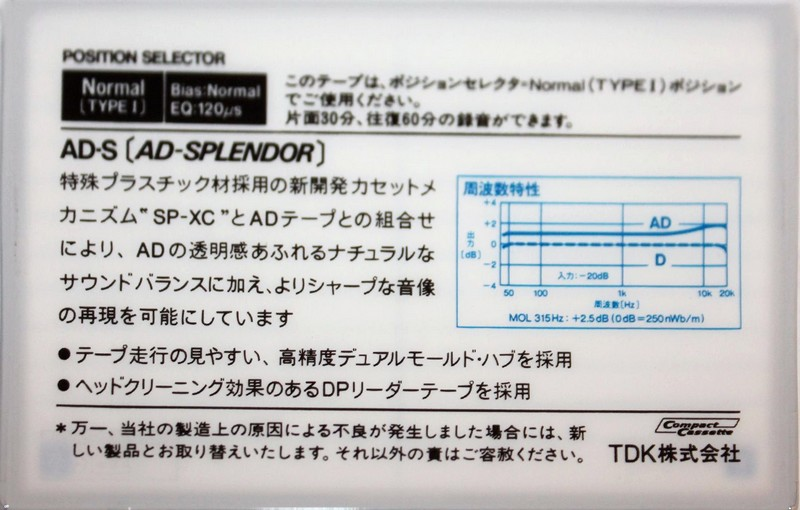 POSITION SELECTOR
Normal
(TYPE I)
Bias:Normal
EQ:120μs
このテープは、ポジションセレクタ-Normal(TYPE I)ポジション
でご使用ください。
片面30分、往復60分の録音ができます。
AD-S(AD-SPLENDOR)
特殊プラスチック材採用の新開発カセットメ
カニズム“SP-XC”とADテープとの組合せ
により、ADの透明感あふれるナチュラルな
サウンドバランスに加え、よりシャープな音像
の再現を可能にしています
周波数特性
出力(dB)
+4
+2
0
-2
-4
AD
D
入力:-20dB
50 100 1k 10k 20k
周波数(Hz)
MOL 315Hz:+2.5dB(0dB=250nWb/m)
●テープ走行の見やすい、高精度デュアルモールド・ハブを採用
●ヘッドクリーニング効果のあるDPリーダーテープを採用
*万一、当社の製造上の原因による不良が発生しました場合には、新
しい製品とお取り替えいたします。それ以外の責はご容赦ください。
Compact
Cassette
TDK株式会社